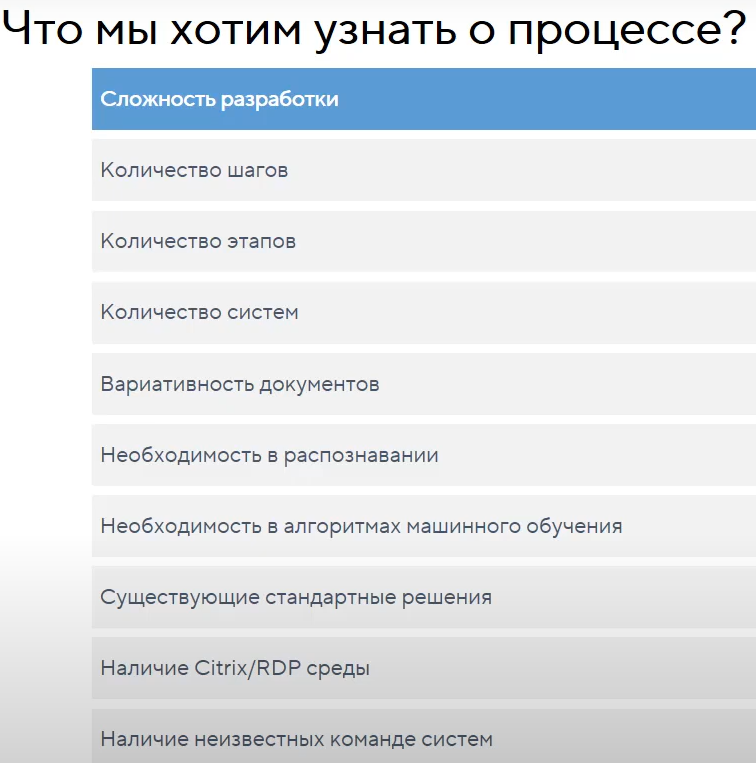 Что мы хотим узнать о процессе?
Сложность разработки
Количество шагов
Количество этапов
Количество систем
Вариативность документов
Необходимость в распознавании
Необходимость в алгоритмах машинного обучения
Существующие стандартные решения
Наличие Citrix/RDP среды
Наличие неизвестных команде систем